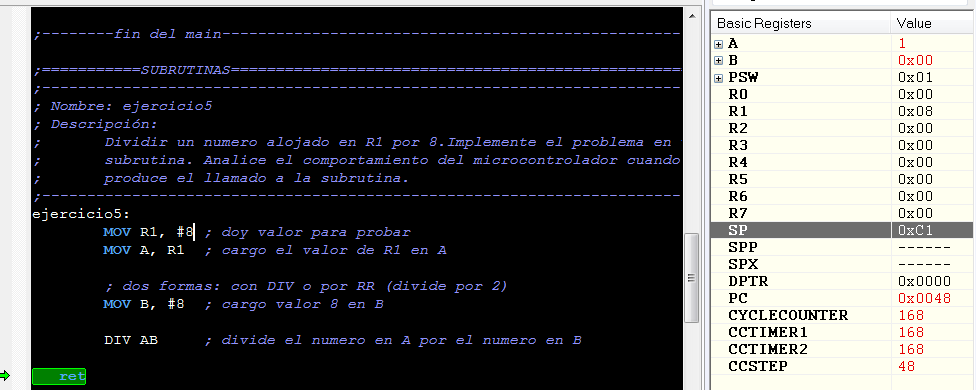 ;--------fin del main---------------------------------------------------
;===========SUBRUTINAS==================================================
;-----------------------------------------------------------------------
; Nombre: ejercicio5
; Descripción:
; Dividir un numero alojado en R1 por 8.Implemente el problema en
; subrutina. Analice el comportamiento del microcontrolador cuando
; produce el llamado a la subrutina.
;-----------------------------------------------------------------------
ejercicio5:
MOV R1, #8 ; doy valor para probar
MOV A, R1 ; cargo el valor de R1 en A
; dos formas: con DIV o por RR (divide por 2)
MOV B, #8 ; cargo valor 8 en B
DIV AB ; divide el numero en A por el numero en B
ret
Basic Registers Value
A 1
B 0x00
PSW 0x01
R0 0x00
R1 0x08
R2 0x00
R3 0x00
R4 0x00
R5 0x00
R6 0x00
R7 0x00
SP 0xC1
SPP ------
SPX ------
DPTR 0x0000
PC 0x0048
CYCLECOUNTER 168
CCTIMER1 168
CCTIMER2 168
CCSTEP 48